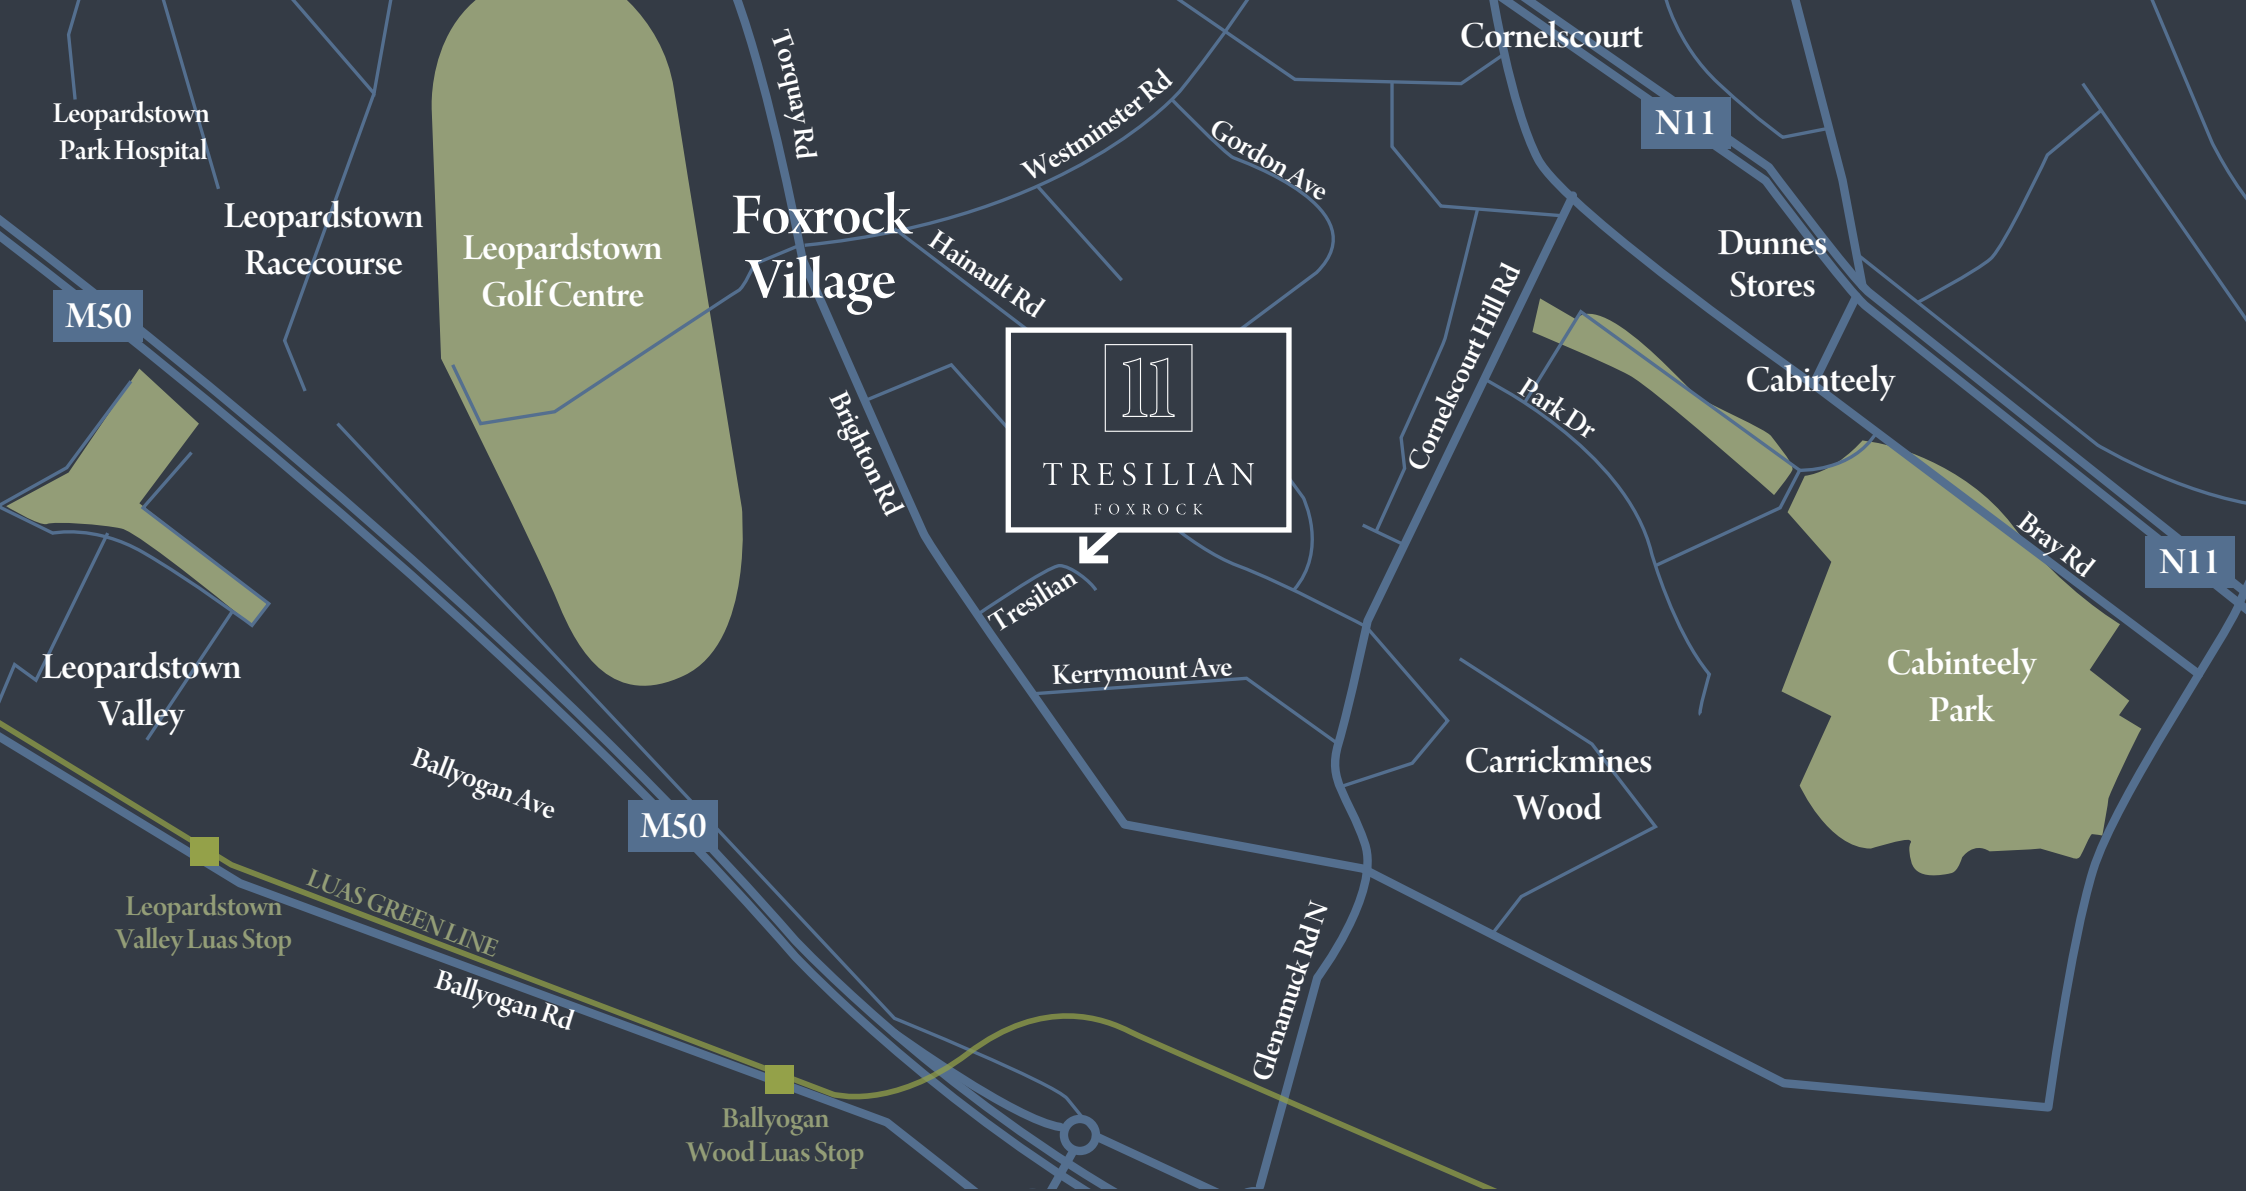 Cornelscourt
Torquay Rd
Westminster Rd
N11
Leopardstown
Park Hospital
Gordon Ave
Leopardstown
Racecourse
Foxrock
Village
Leopardstown
Golf Centre
Hainault Rd
Dunnes
Stores
M50
Cornelscourt Hill Rd
11
TRESILIAN
FOXROCK
Cabinteely
Park Dr
Brighton Rd
Bray Rd
N11
Tresilian
Kerrymount Ave
Leopardstown
Valley
Cabinteely
Park
Ballyogan Ave
M50
Carrickmines
Wood
LUAS GREEN LINE
Leopardstown
Valley Luas Stop
Ballyogan Rd
Glenamuck Rd N
Ballyogan
Wood Luas Stop